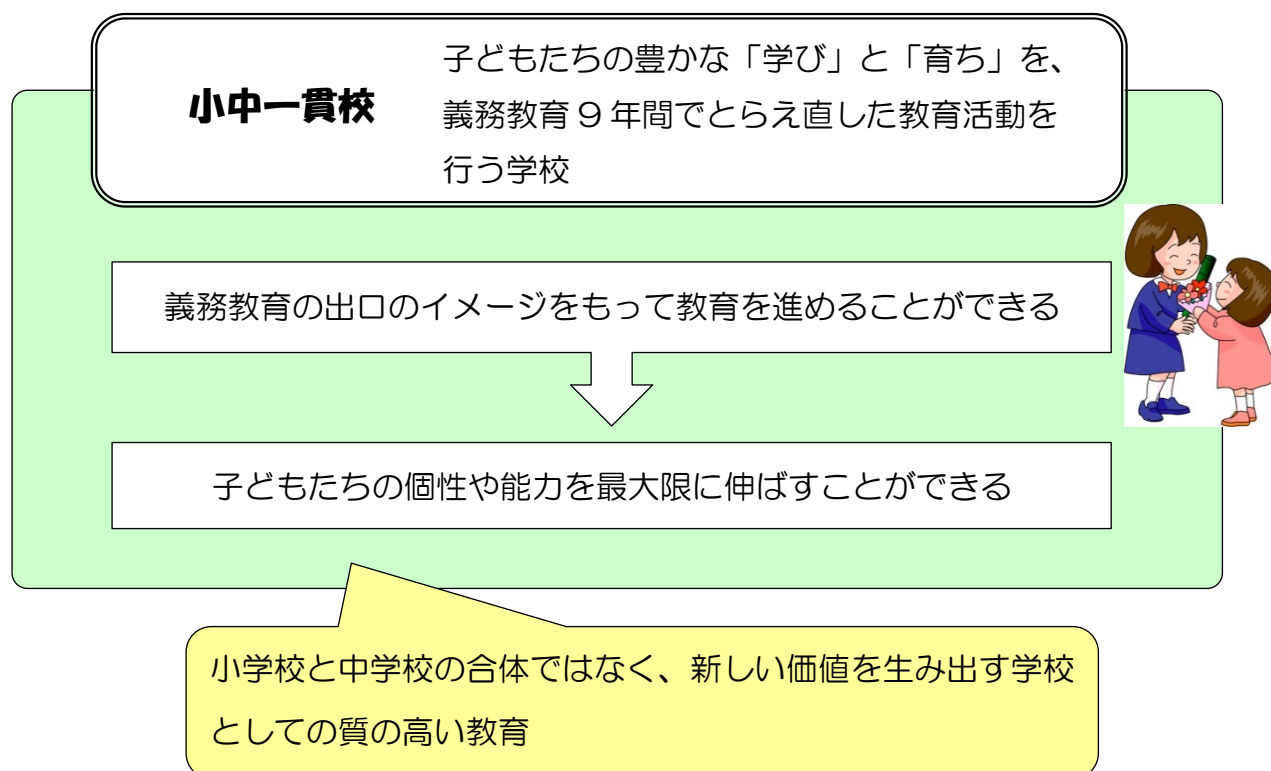 小中一貫校
子どもたちの豊かな「学び」と「育ち」を、
義務教育9年間でとらえ直した教育活動を
行う学校
義務教育の出口のイメージをもって教育を進めることができる
子どもたちの個性や能力を最大限に伸ばすことができる
小学校と中学校の合体ではなく、新しい価値を生み出す学校
としての質の高い教育